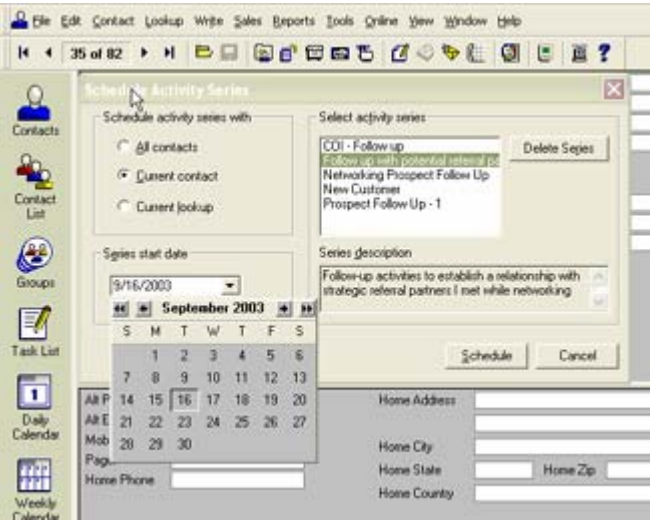 File Edit Contact Lookup Write Sales Reports Tools Online View Window Help
35 of 82
Schedule Activity Series
Contacts
Contact
List
Groups
Task List
Daily
Calendar
Weekly
Calendar
Schedule activity series with
All contacts
Current contact
Current lookup
Select activity series
COI - Follow up
Follow up with potential referral pa
Networking Prospect Follow Up
New Customer
Prospect Follow Up - 1
Delete Series
Series start date
9/16/2003
Series description
Follow-up activities to establish a relationship with
strategic referral partners I met while networking
September 2003
S M T W T F S
1 2 3 4 5 6
7 8 9 10 11 12 13
14 15 16 17 18 19 20
21 22 23 24 25 26 27
28 29 30
Schedule Cancel
Alt P
Alt E
Mob
Page
Home Phone
Home Address
Home City
Home State Home Zip
Home Country